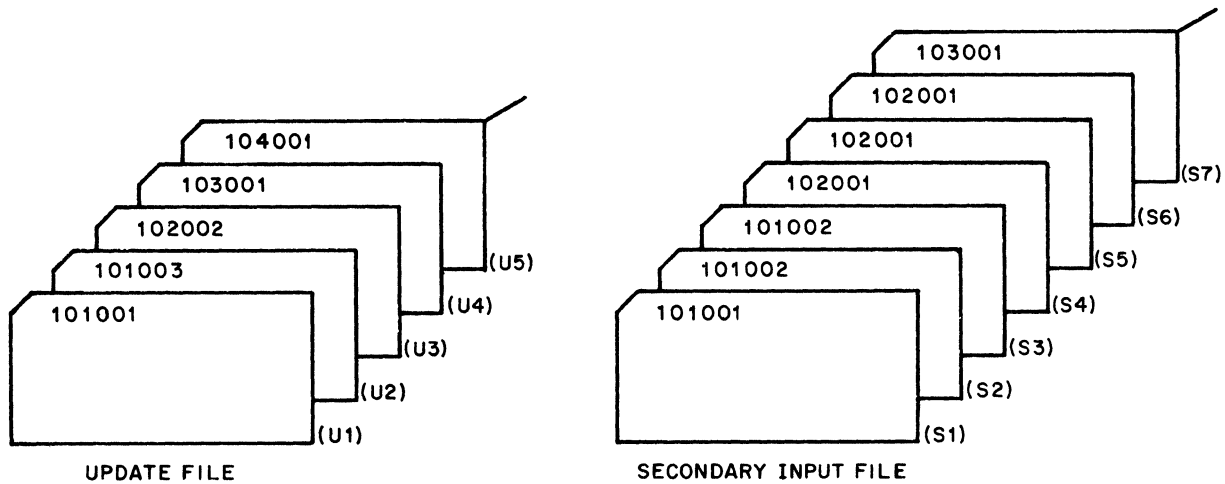 104001
103001
102002
101003
101001
(U5)
(U4)
(U3)
(U2)
(U1)
UPDATE FILE
103001
102001
102001
102001
101002
101002
101001
(S7)
(S6)
(S5)
(S4)
(S3)
(S2)
(S1)
SECONDARY INPUT FILE